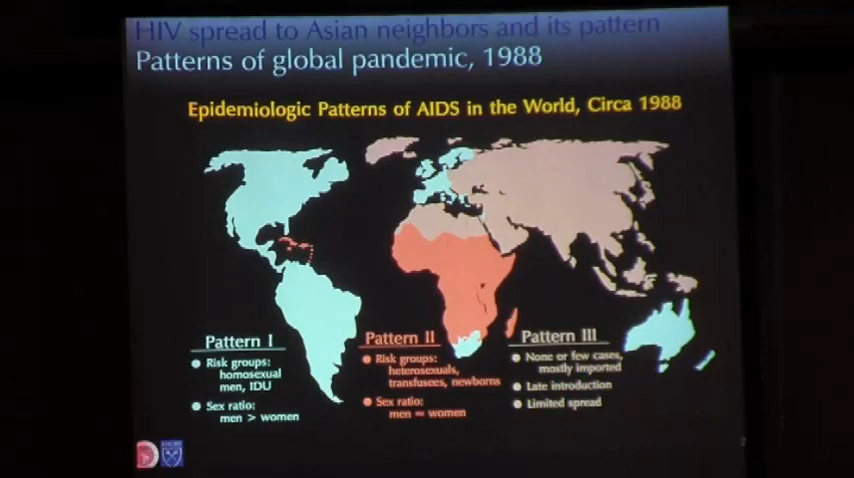 HIV spread to Asian neighbors and its pattern
Patterns of global pandemic, 1988
Epidemiologic Patterns of AIDS in the World, Circa 1988
Pattern I
Risk groups:
homosexual
men, IDU
Sex ratio:
men > women
Pattern II
Risk groups:
heterosexuals,
transfusees, newborns
Sex ratio:
men = women
Pattern III
None or few cases,
mostly imported
Late introduction
Limited spread
EMORY